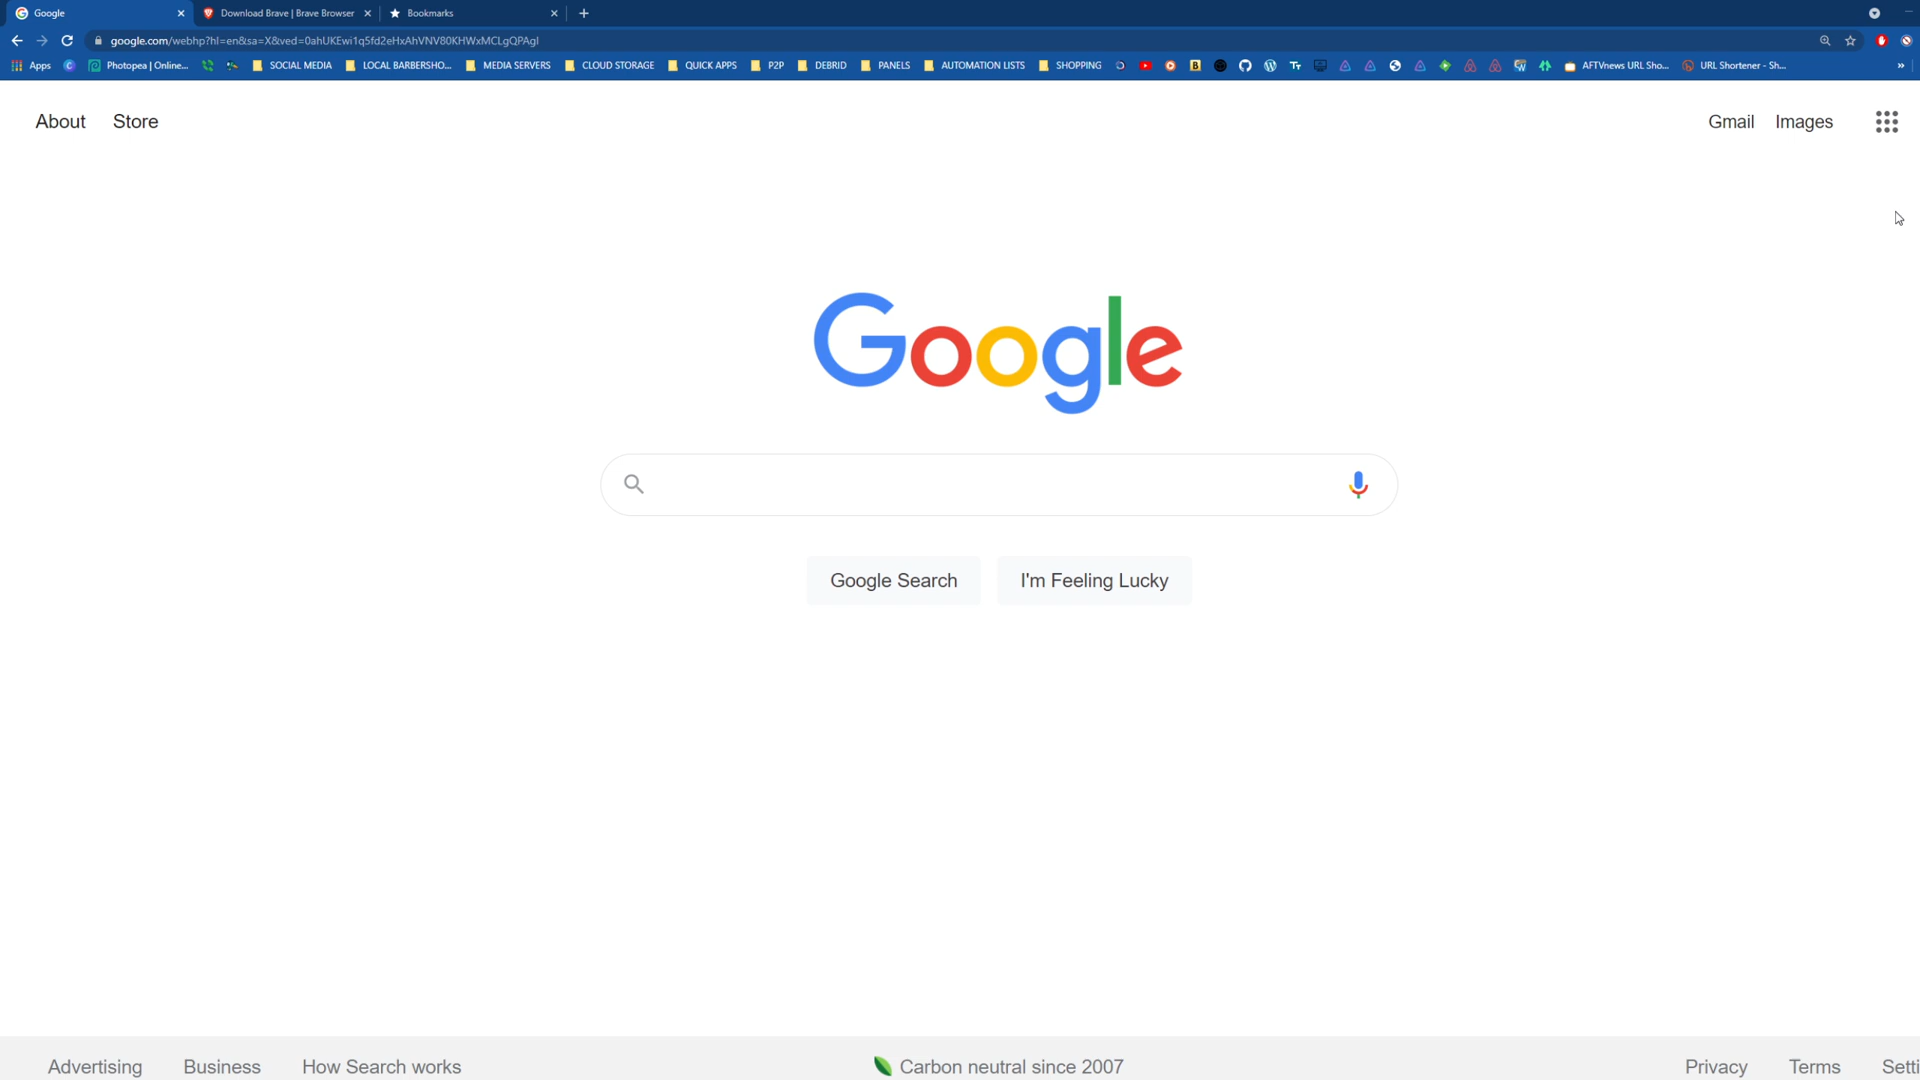 Google Download Brave | Brave Browser Bookmarks
google.com/webhp?hl=en&sa=X&ved=0ahUKEwi1q5fd2eHxAhVNV80KHWxMCLgQPAgI
Apps Photopea | Online... SOCIAL MEDIA LOCAL BARBERSHO... MEDIA SERVERS CLOUD STORAGE QUICK APPS P2P DEBRID PANELS AUTOMATION LISTS SHOPPING AFTVnews URL Sho... URL Shortener - Sh... »
About Store Gmail Images
Google
Google Search I'm Feeling Lucky
Advertising Business How Search works Carbon neutral since 2007 Privacy Terms Setti